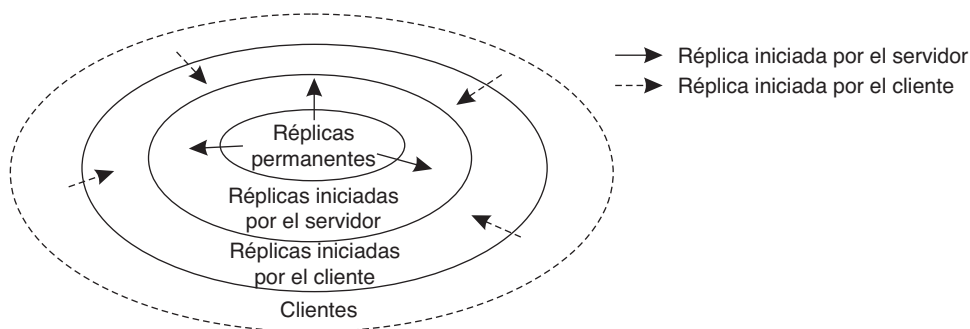 Réplica iniciada por el servidor
Réplica iniciada por el cliente
Réplicas
permanentes
Réplicas iniciadas
por el servidor
Réplicas iniciadas
por el cliente
Clientes